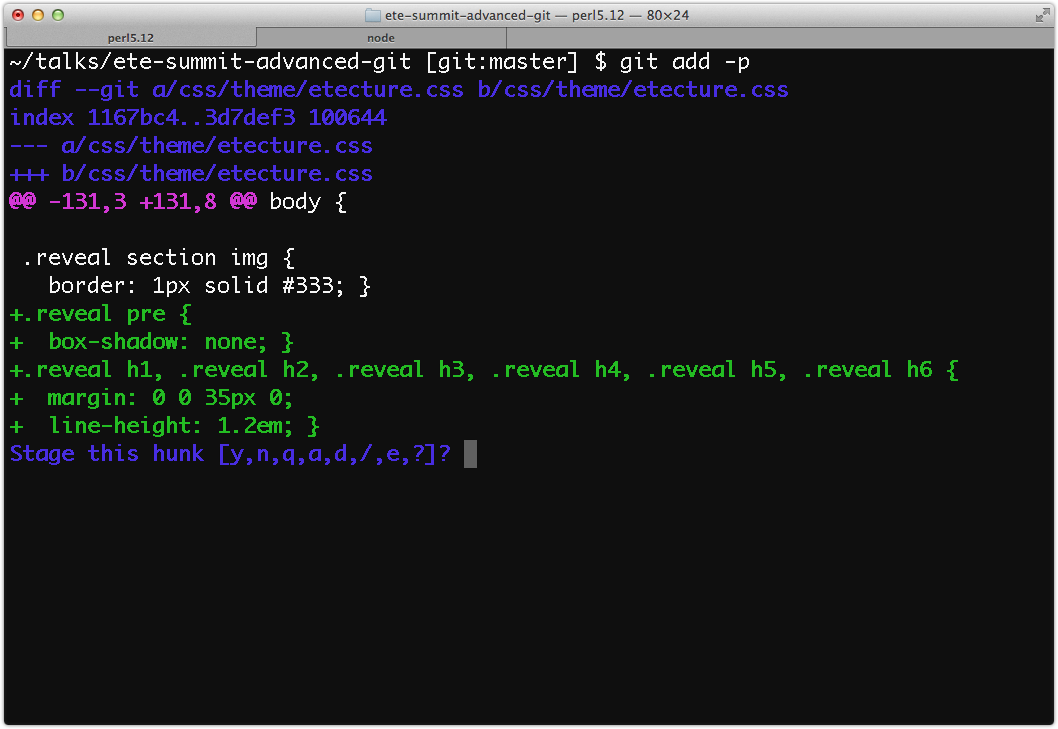 ete-summit-advanced-git — perl5.12 — 80×24
perl5.12
node
~/talks/ete-summit-advanced-git [git:master] $ git add -p
diff --git a/css/theme/etecture.css b/css/theme/etecture.css
index 1167bc4..3d7def3 100644
--- a/css/theme/etecture.css
+++ b/css/theme/etecture.css
@@ -131,3 +131,8 @@ body {
 .reveal section img {
   border: 1px solid #333; }
+.reveal pre {
+  box-shadow: none; }
+.reveal h1, .reveal h2, .reveal h3, .reveal h4, .reveal h5, .reveal h6 {
+  margin: 0 0 35px 0;
+  line-height: 1.2em; }
Stage this hunk [y,n,q,a,d,/,e,?]?